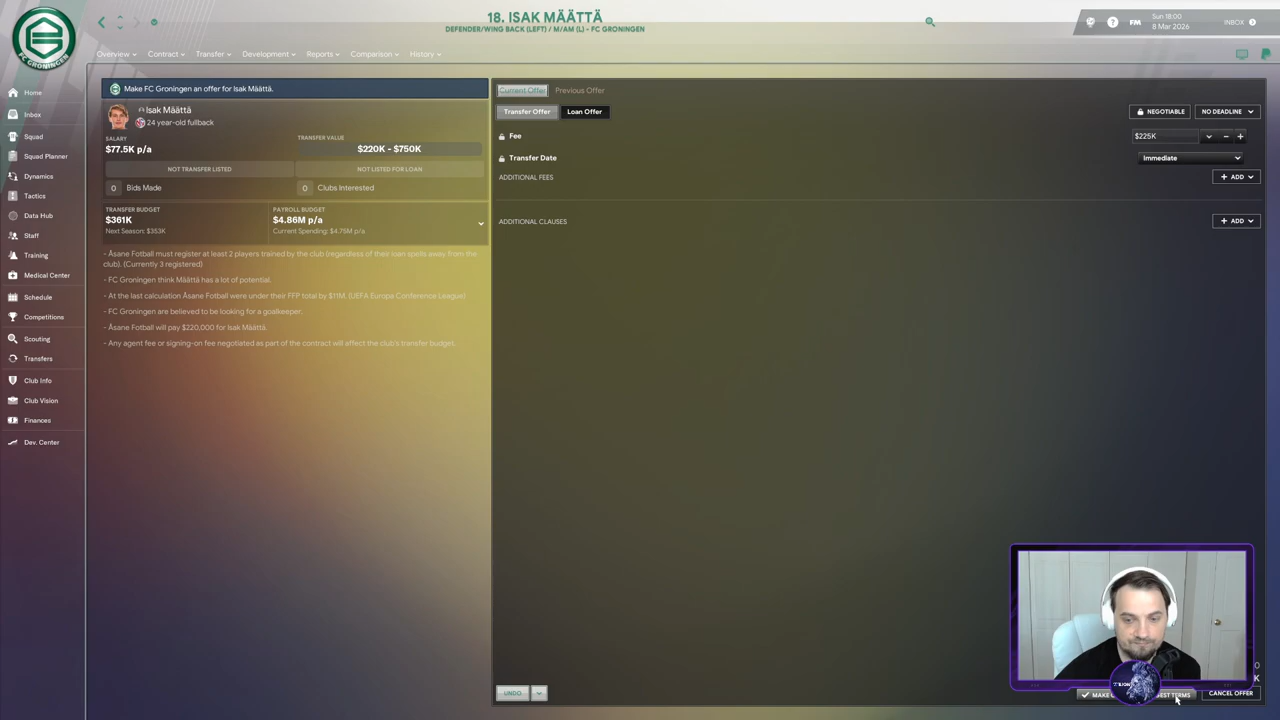 18. ISAK MÄÄTTÄ
DEFENDER/WING BACK (LEFT) / M/AM (L) - FC GRONINGEN
FM
Sun 18:00
8 Mar 2026
INBOX
FC GRONINGEN
Overview
Contract
Transfer
Development
Reports
Comparison
History
Home
Inbox
Squad
Squad Planner
Dynamics
Tactics
Data Hub
Staff
Training
Medical Center
Schedule
Competitions
Scouting
Transfers
Club Info
Club Vision
Finances
Dev. Center
Make FC Groningen an offer for Isak Määttä.
Isak Määttä
24 year-old fullback
SALARY
$77.5K p/a
TRANSFER VALUE
$220K - $750K
NOT TRANSFER LISTED
NOT LISTED FOR LOAN
0 Bids Made
0 Clubs Interested
TRANSFER BUDGET
$361K
Next Season: $353K
PAYROLL BUDGET
$4.86M p/a
Current Spending: $4.75M p/a
- Åsane Fotball must register at least 2 players trained by the club (regardless of their loan spells away from the
club). (Currently 3 registered)
- FC Groningen think Määttä has a lot of potential.
- At the last calculation Åsane Fotball were under their FFP total by $11M. (UEFA Europa Conference League)
- FC Groningen are believed to be looking for a goalkeeper.
- Åsane Fotball will pay $220,000 for Isak Määttä.
- Any agent fee or signing-on fee negotiated as part of the contract will affect the club's transfer budget.
Current Offer
Previous Offer
Transfer Offer
Loan Offer
NEGOTIABLE
NO DEADLINE
Fee
$225K
Transfer Date
Immediate
ADDITIONAL FEES
ADD
ADDITIONAL CLAUSES
ADD
UNDO
MAKE
TERMS
CANCEL OFFER